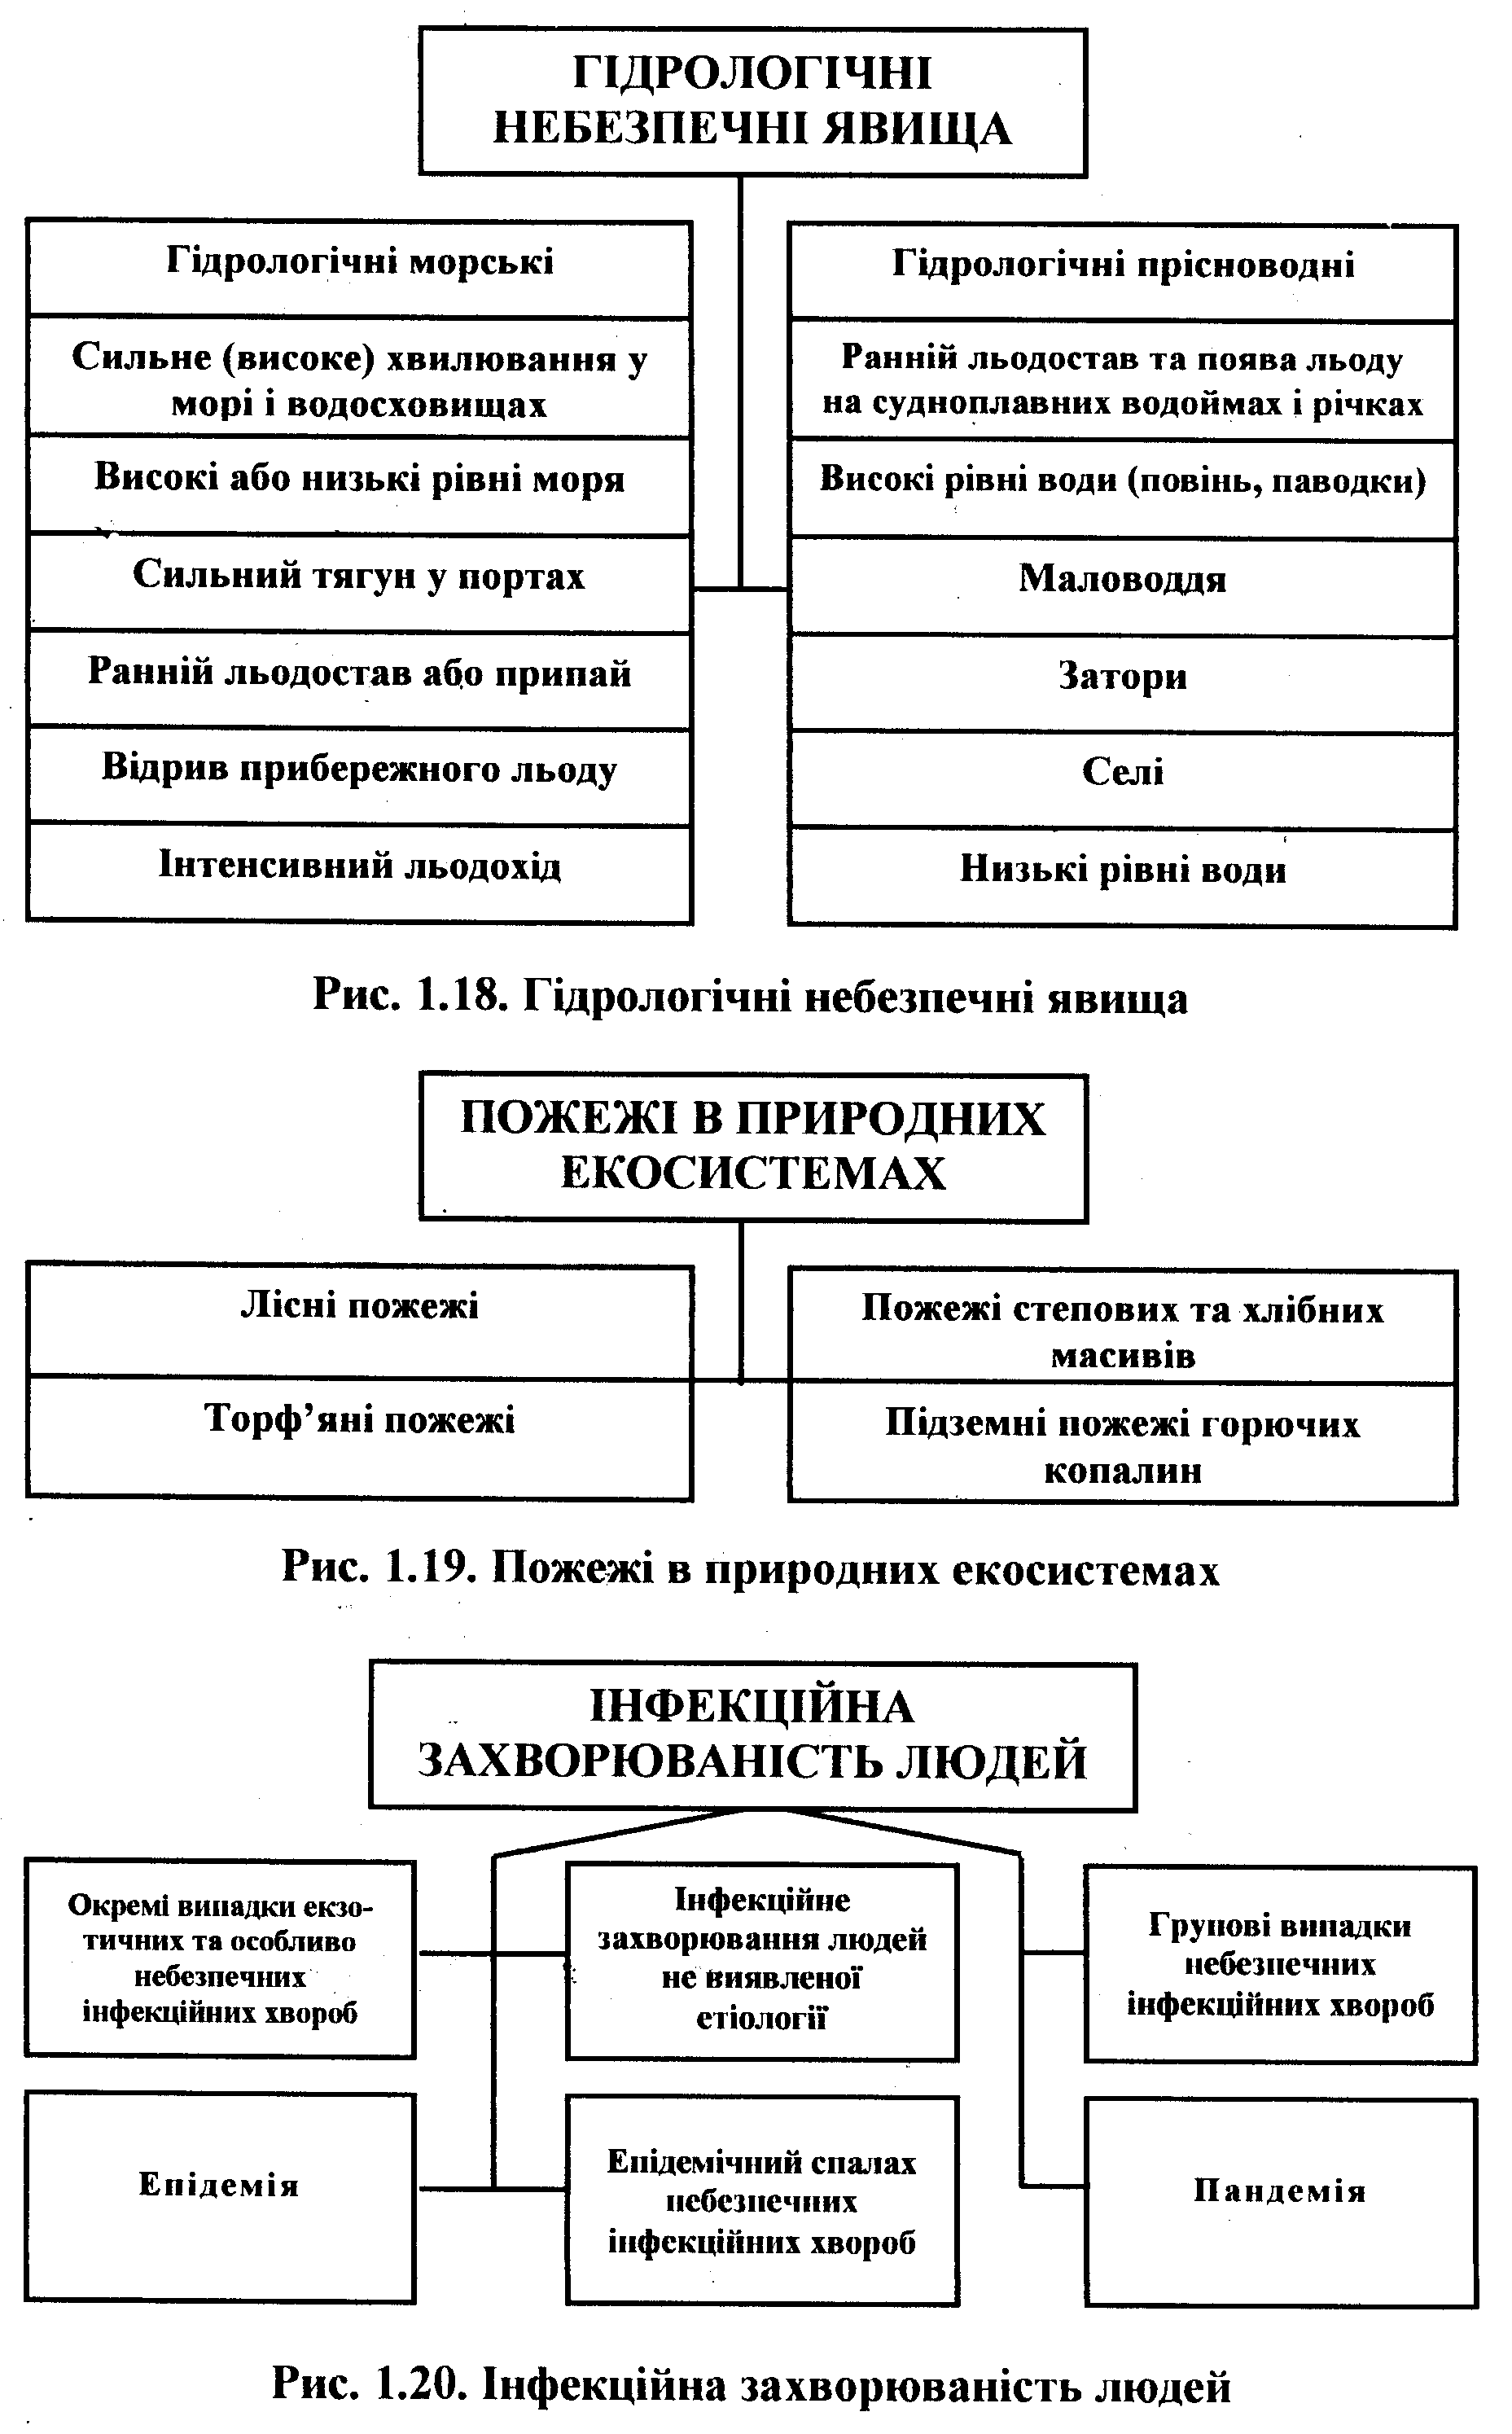 ГІДРОЛОГІЧНІ
НЕБЕЗПЕЧНІ ЯВИЩА
Гідрологічні морські
Сильне (високе) хвилювання у
морі і водосховищах
Високі або низькі рівні моря
Сильний тягун у портах
Ранній льодостав або припай
Відрив прибережного льоду
Інтенсивний льодохід
Гідрологічні прісноводні
Ранній льодостав та поява льоду
на судноплавних водоймах і річках
Високі рівні води (повінь, паводки)
Маловоддя
Затори
Селі
Низькі рівні води
Рис. 1.18. Гідрологічні небезпечні явища
ПОЖЕЖІ В ПРИРОДНИХ
ЕКОСИСТЕМАХ
Лісні пожежі
Торф’яні пожежі
Пожежі степових та хлібних
масивів
Підземні пожежі горючих
копалин
Рис. 1.19. Пожежі в природних екосистемах
ІНФЕКЦІЙНА
ЗАХВОРЮВАНІСТЬ ЛЮДЕЙ
Окремі випадки екзо-
тичних та особливо
небезпечних
інфекційних хвороб
Інфекційне
захворювання людей
не виявленої
етіології
Групові випадки
небезпечних
інфекційних хвороб
Епідемія
Епідемічний спалах
небезпечних
інфекційних хвороб
Пандемія
Рис. 1.20. Інфекційна захворюваність людей